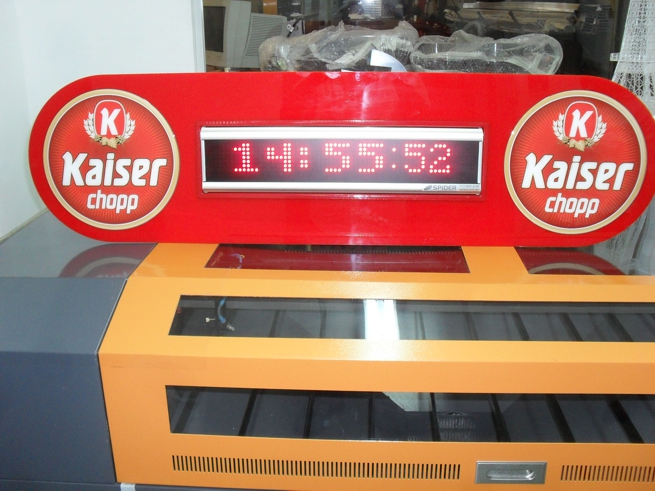 K
Kaiser
chopp
14:55:52
SPIDER
K
Kaiser
chopp